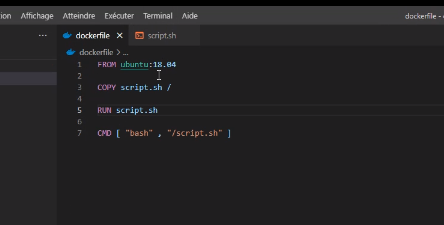 ion Affichage Atteindre Exécuter Terminal Aide dockerfile -
... dockerfile × script.sh
dockerfile > ...
1 FROM ubuntu:18.04
2
3 COPY script.sh /
4
5 RUN script.sh
6
7 CMD [ "bash" , "/script.sh" ]